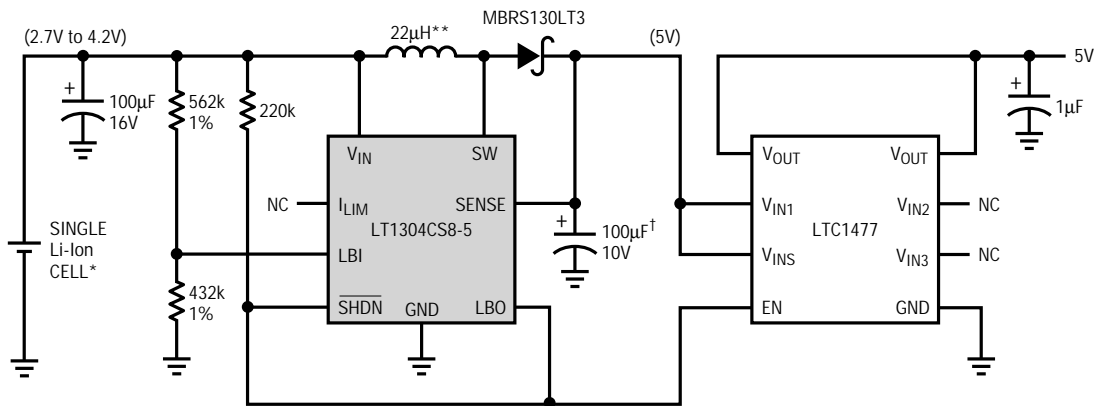 MBRS130LT3
(2.7V to 4.2V)
22µH**
(5V)
5V
+
100µF
16V
562k
1%
220k
+
1µF
VIN
SW
VOUT
VOUT
NC
ILIM
SENSE
LT1304CS8-5
LBI
SHDN
GND
LBO
+
100µF†
10V
VIN1
VIN2
NC
LTC1477
VINS
VIN3
NC
EN
GND
SINGLE
Li-Ion
CELL*
432k
1%